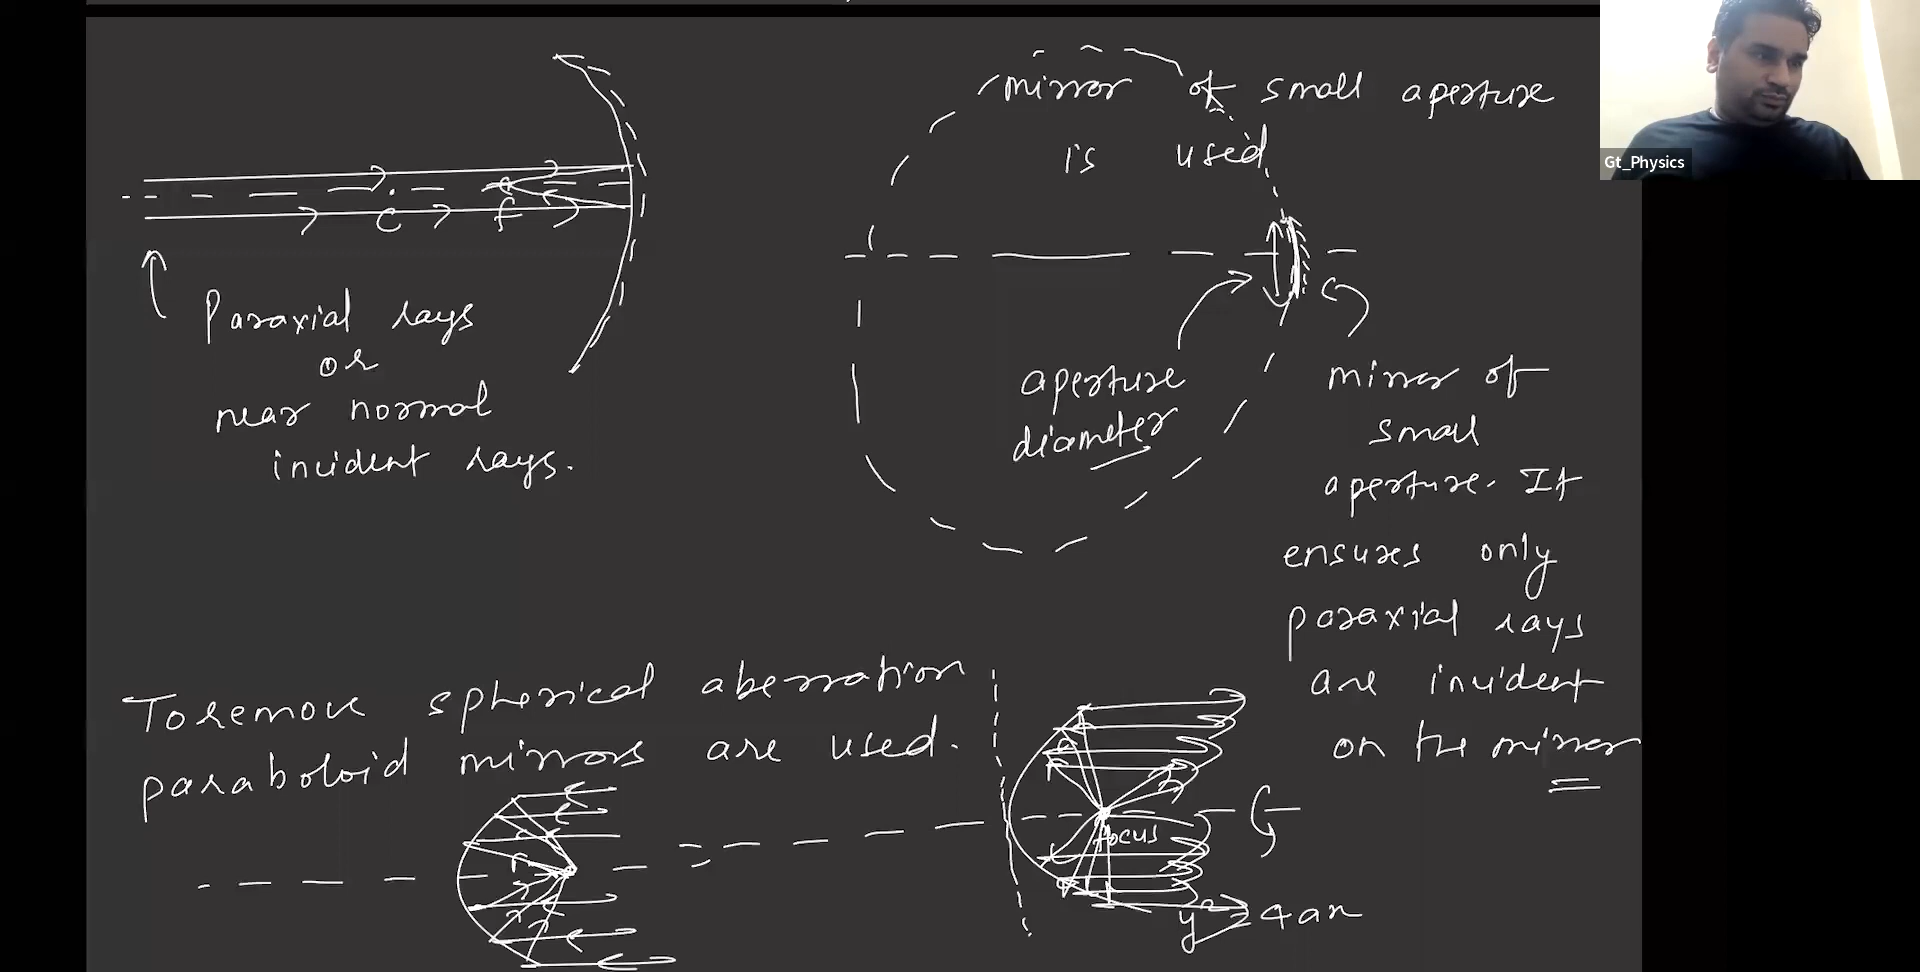 mirror of small aperture
is used
Gt_Physics
C f
Paraxial rays
or
near normal
incident rays.
aperture
diameter
mirror of
small
aperture. It
ensures only
paraxial rays
are incident
on the mirror
To remove spherical aberration
paraboloid mirrors are used.
focus
y² = 4ax